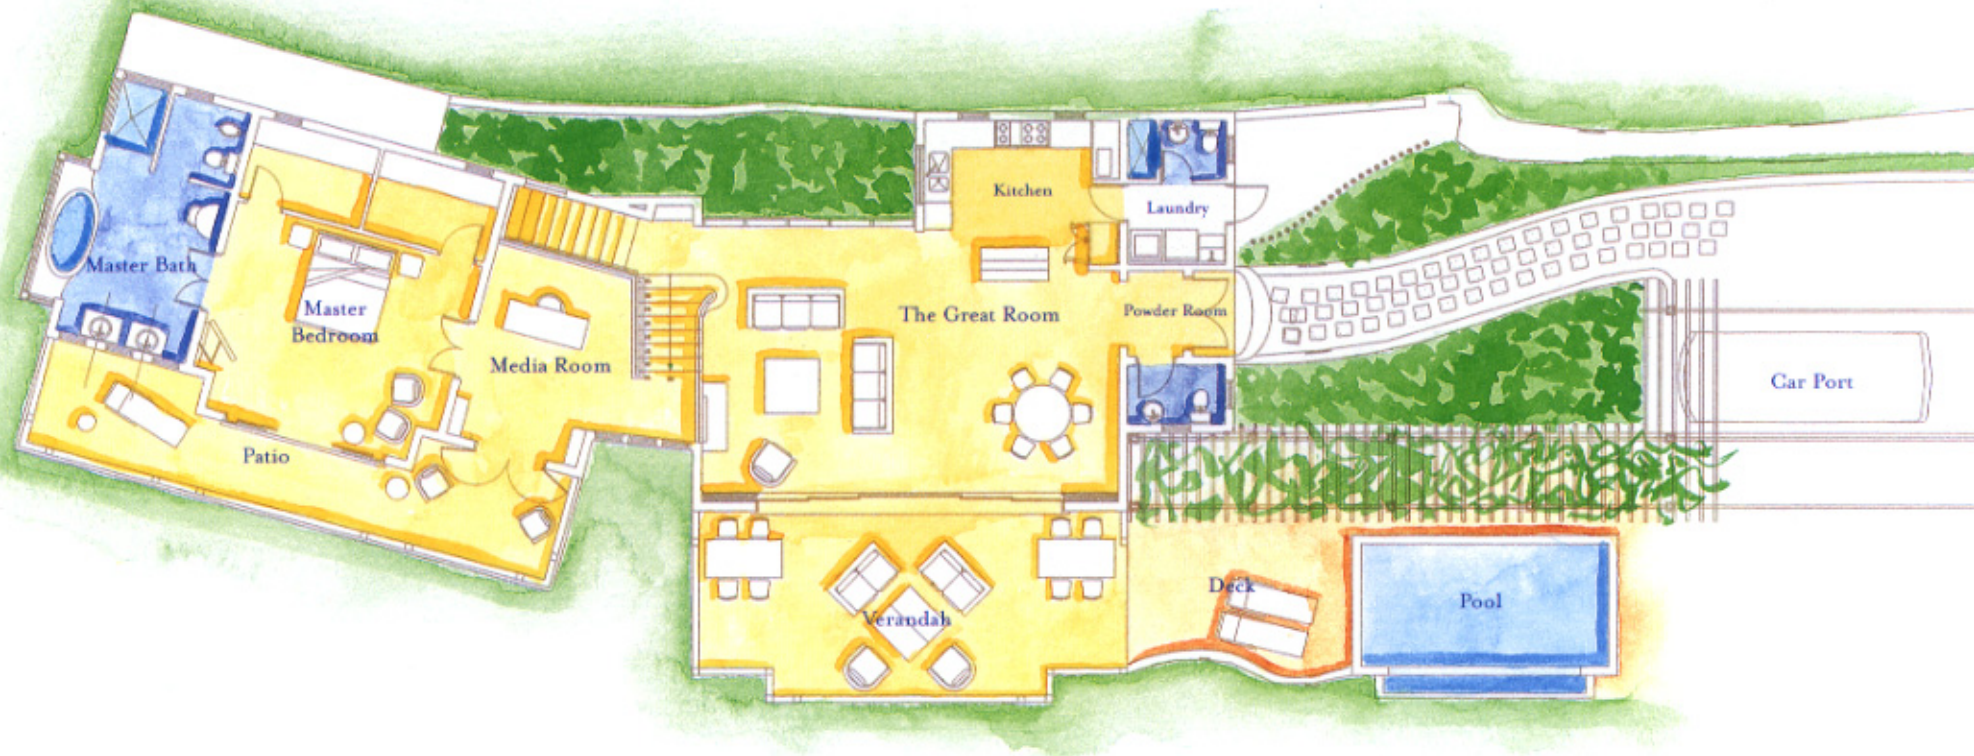 Kitchen
Laundry
Master Bath
Master
Bedroom
The Great Room
Powder Room
Media Room
Car Port
Patio
Deck
Pool
Verandah